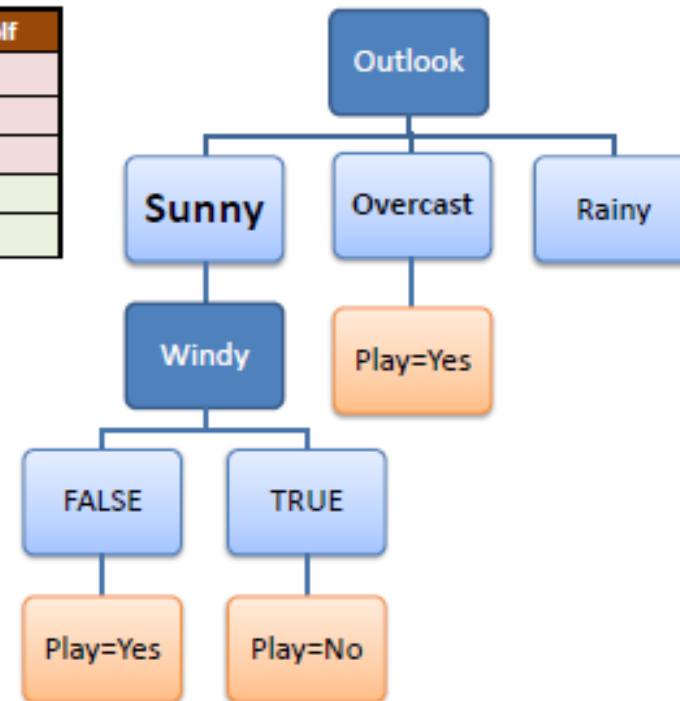 Outlook
Sunny
Overcast
Rainy
Windy
Play=Yes
FALSE
TRUE
Play=Yes
Play=No